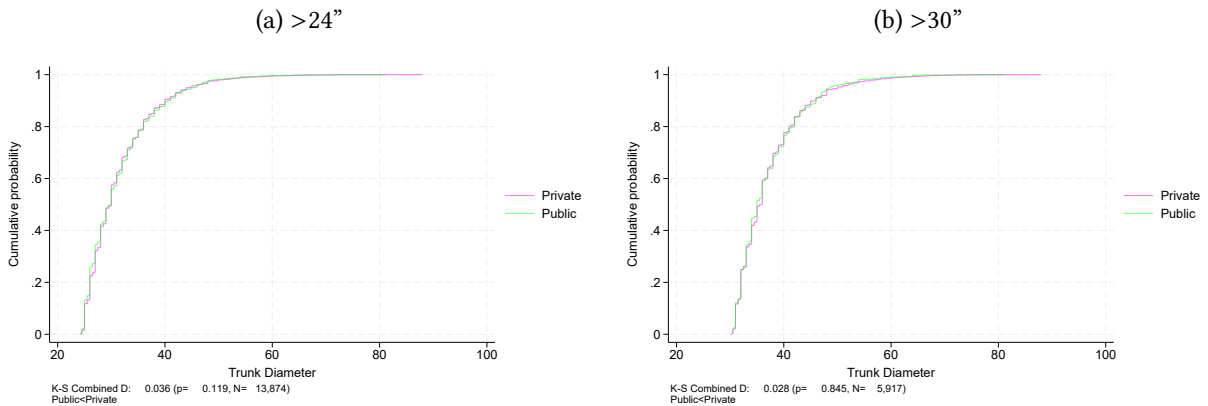 (a) >24”
1
.8
.6
.4
.2
0
Cumulative probability
20 40 60 80 100
Trunk Diameter
Private
Public
K-S Combined D: 0.036 (p= 0.119, N= 13,874)
Public<Private
(b) >30”
1
.8
.6
.4
.2
0
Cumulative probability
20 40 60 80 100
Trunk Diameter
Private
Public
K-S Combined D: 0.028 (p= 0.845, N= 5,917)
Public<Private